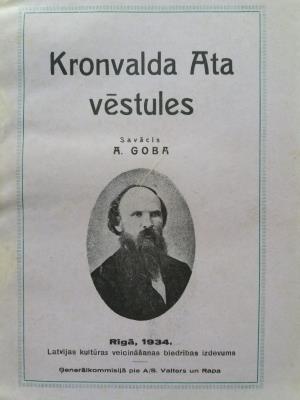 Kronvalda Ata
vēstules
Savācis
A. GOBA
Rīgā, 1934.
Latvijas kultūras veicināšanas biedrības izdevums
Ģenerālkommisijā pie A/S. Valters un Rapa